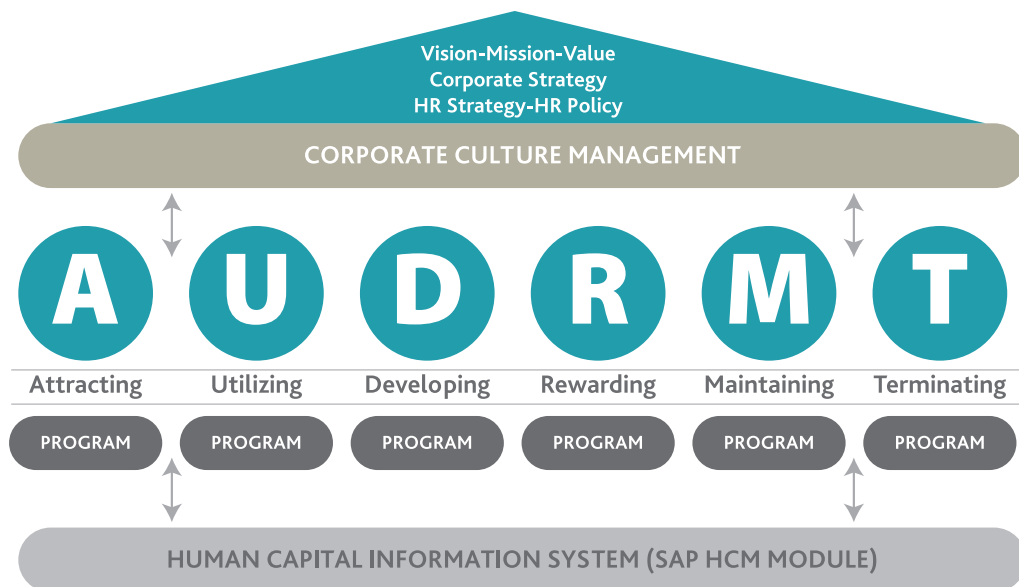 Vision-Mission-Value
Corporate Strategy
HR Strategy-HR Policy
CORPORATE CULTURE MANAGEMENT
A U D R M T
Attracting Utilizing Developing Rewarding Maintaining Terminating
PROGRAM PROGRAM PROGRAM PROGRAM PROGRAM PROGRAM
HUMAN CAPITAL INFORMATION SYSTEM (SAP HCM MODULE)